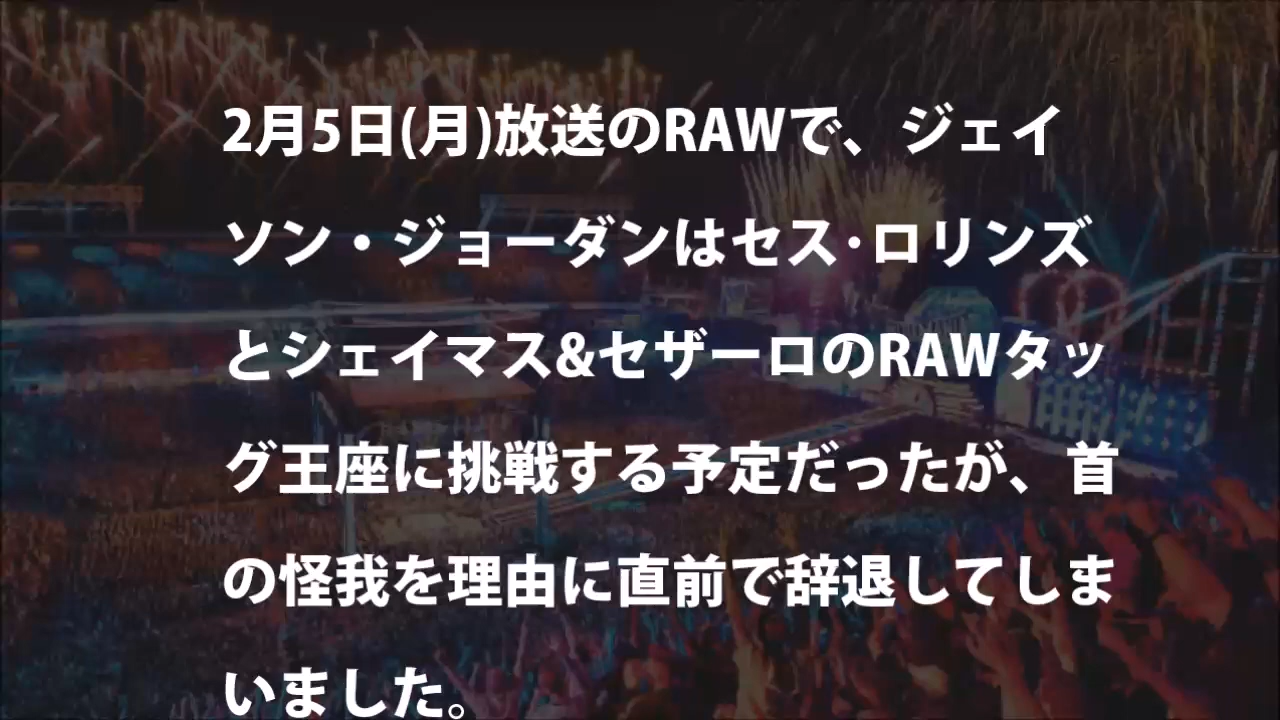 2月5日(月)放送のRAWで、ジェイ
ソン・ジョーダンはセス･ロリンズ
とシェイマス&セザーロのRAWタッ
グ王座に挑戦する予定だったが、首
の怪我を理由に直前で辞退してしま
いました。